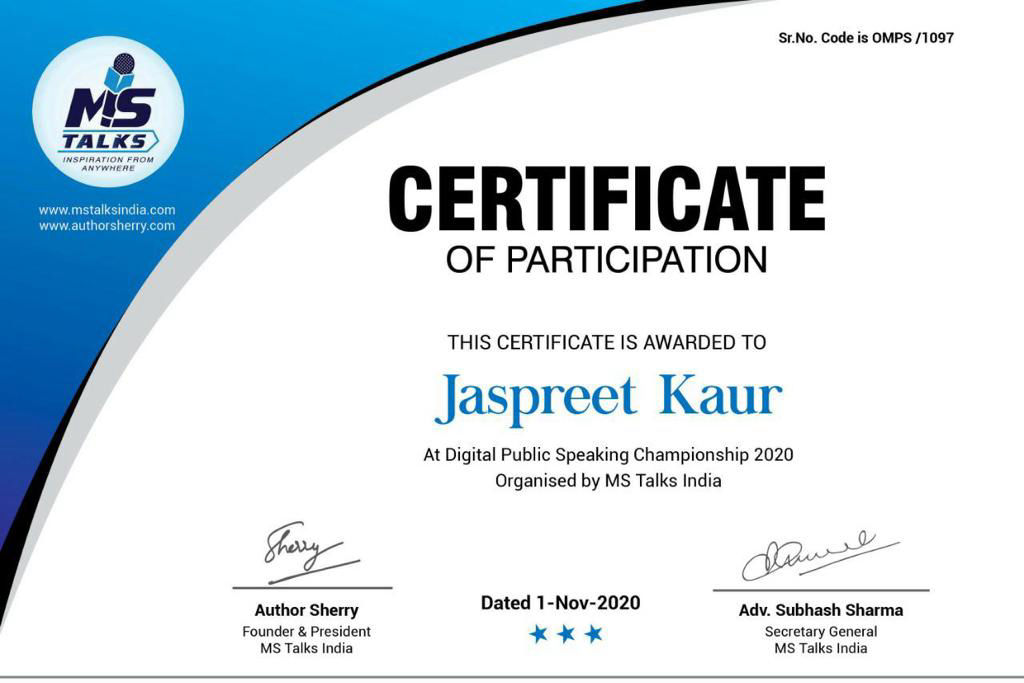 Sr.No. Code is OMPS /1097
MS
TALKS
INSPIRATION FROM
ANYWHERE
www.mstalksindia.com
www.authorsherry.com
CERTIFICATE
OF PARTICIPATION
THIS CERTIFICATE IS AWARDED TO
Jaspreet Kaur
At Digital Public Speaking Championship 2020
Organised by MS Talks India
Sherry
Author Sherry
Founder & President
MS Talks India
Dated 1-Nov-2020
Adv. Subhash Sharma
Secretary General
MS Talks India